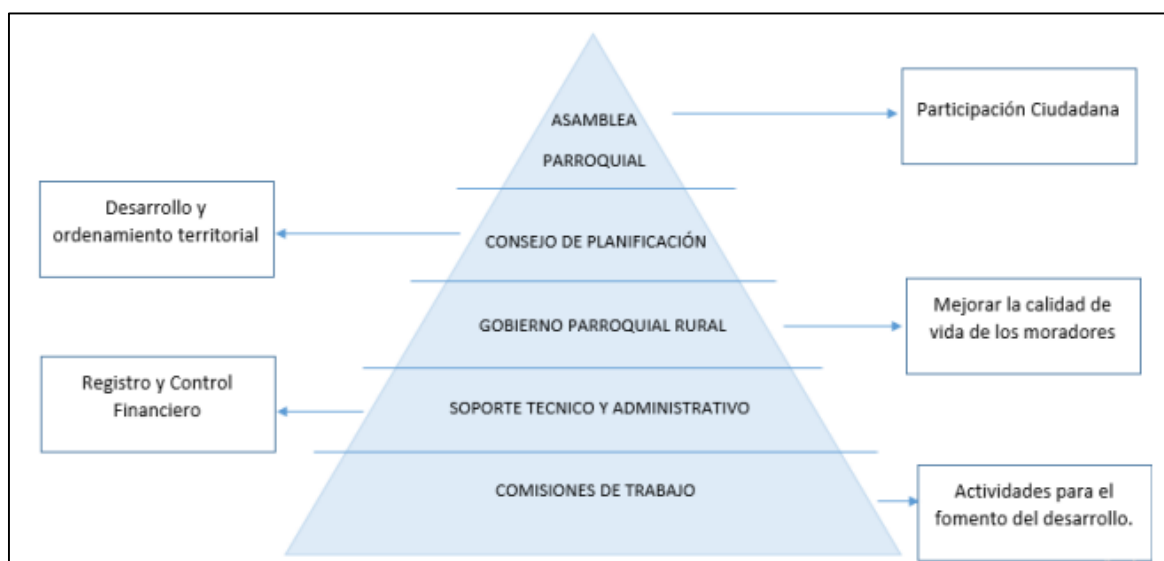 ASAMBLEA
PARROQUIAL
Participación Ciudadana
Desarrollo y
ordenamiento territorial
CONSEJO DE PLANIFICACIÓN
GOBIERNO PARROQUIAL RURAL
Mejorar la calidad de
vida de los moradores
Registro y Control
Financiero
SOPORTE TECNICO Y ADMINISTRATIVO
COMISIONES DE TRABAJO
Actividades para el
fomento del desarrollo.